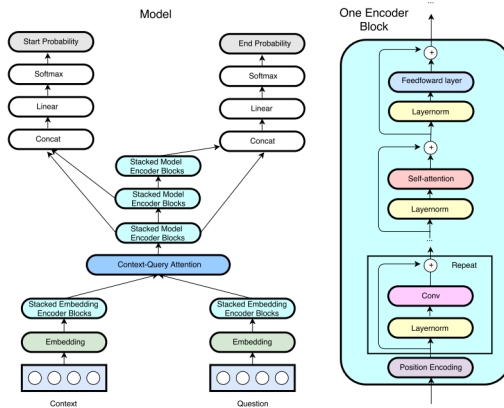 Model
Start Probability
Softmax
Linear
Concat
End Probability
Softmax
Linear
Concat
Stacked Model
Encoder Blocks
Stacked Model
Encoder Blocks
Stacked Model
Encoder Blocks
Context-Query Attention
Stacked Embedding
Encoder Blocks
Stacked Embedding
Encoder Blocks
Embedding
Embedding
Context
Question
One Encoder
Block
...
+
Feedfoward layer
Layernorm
+
Self-attention
Layernorm
...
+
Repeat
Conv
Layernorm
Position Encoding